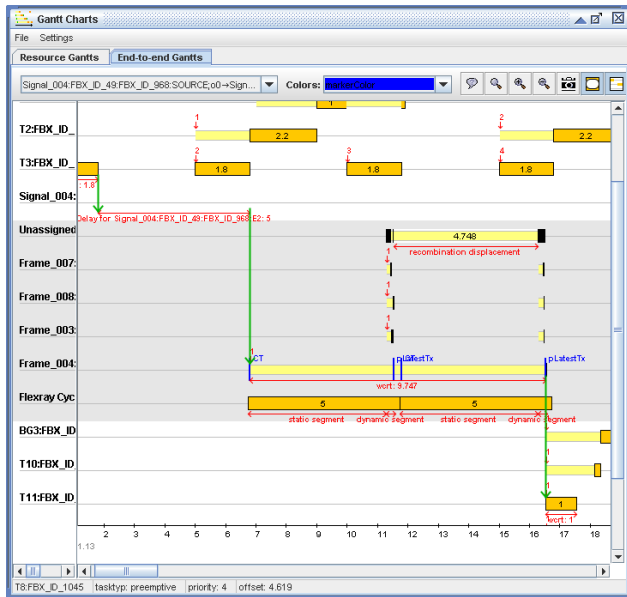 Gantt Charts
File Settings
Resource Gantts End-to-end Gantts
Signal_004:FBX_ID_49:FBX_ID_968:SOURCE;o0→Sign... Colors:
1 2
T2:FBX_ID_ 2.2 2.2
2 3 4
T3:FBX_ID_ 1.8 1.8 1.8
: 1.8
Signal_004:
Delay for Signal_004:FBX_ID_49:FBX_ID_968:E2: 5
Unassigned 4.748
recombination displacement
1
Frame_007:
1
Frame_008:
1
Frame_003:
1 CT pLatestTx
Frame_004:
wcrt: 9.747
Flexray Cyc 5 5
static segment dynamic segment static segment dynamic segment
BG3:FBX_ID
1
T10:FBX_ID_
1
T11:FBX_ID_ 1
wcrt: 1
2 3 4 5 6 7 8 9 10 11 12 13 14 15 16 17 18
1.13
T8:FBX_ID_1045 tasktyp: preemptive priority: 4 offset: 4.619